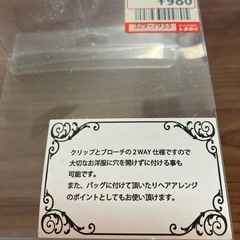 ¥980
クリップとブローチの2WAY仕様ですので
大切なお洋服に穴を開けずに付ける事も
可能です。
また、バッグに付けて頂いたりヘアアレンジ
のポイントとしてもお使い頂けます。